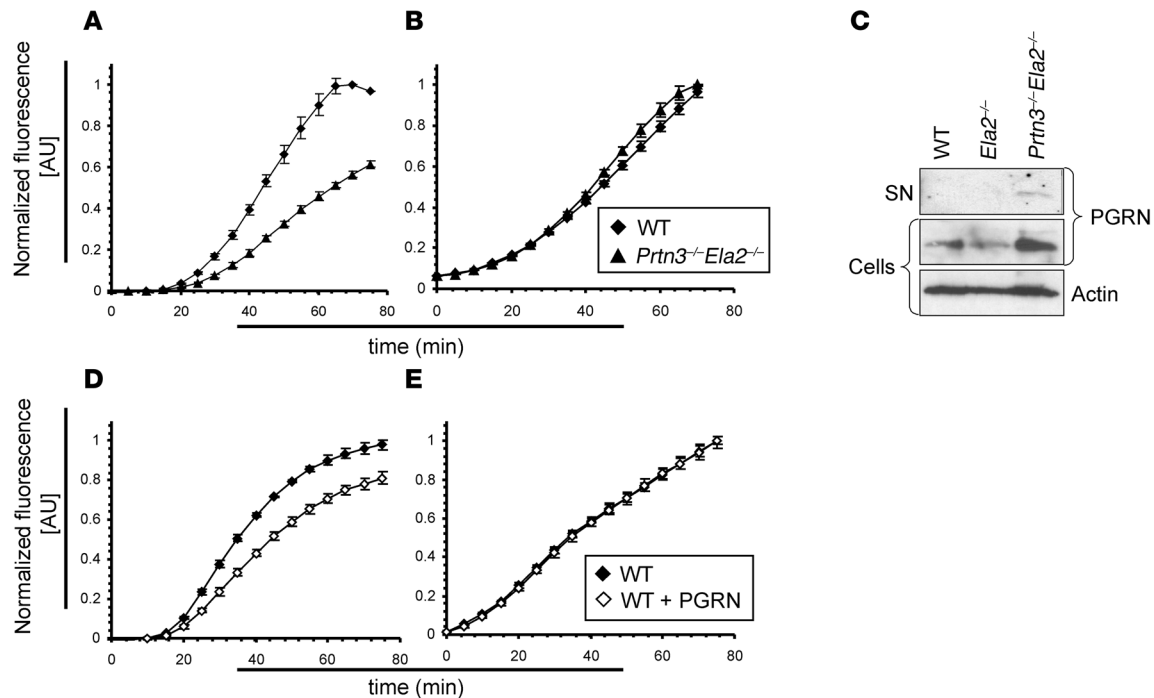 A
B
C
Normalized fluorescence
[AU]
1
0.8
0.6
0.4
0.2
0
0 20 40 60 80
1
0.8
0.6
0.4
0.2
0
0 20 40 60 80
WT
Prtn3–/–Ela2–/–
time (min)
WT
Ela2–/–
Prtn3–/–Ela2–/–
SN
PGRN
Cells
Actin
D
E
Normalized fluorescence
[AU]
1
0.8
0.6
0.4
0.2
0
0 20 40 60 80
1
0.8
0.6
0.4
0.2
0
0 20 40 60 80
WT
WT + PGRN
time (min)